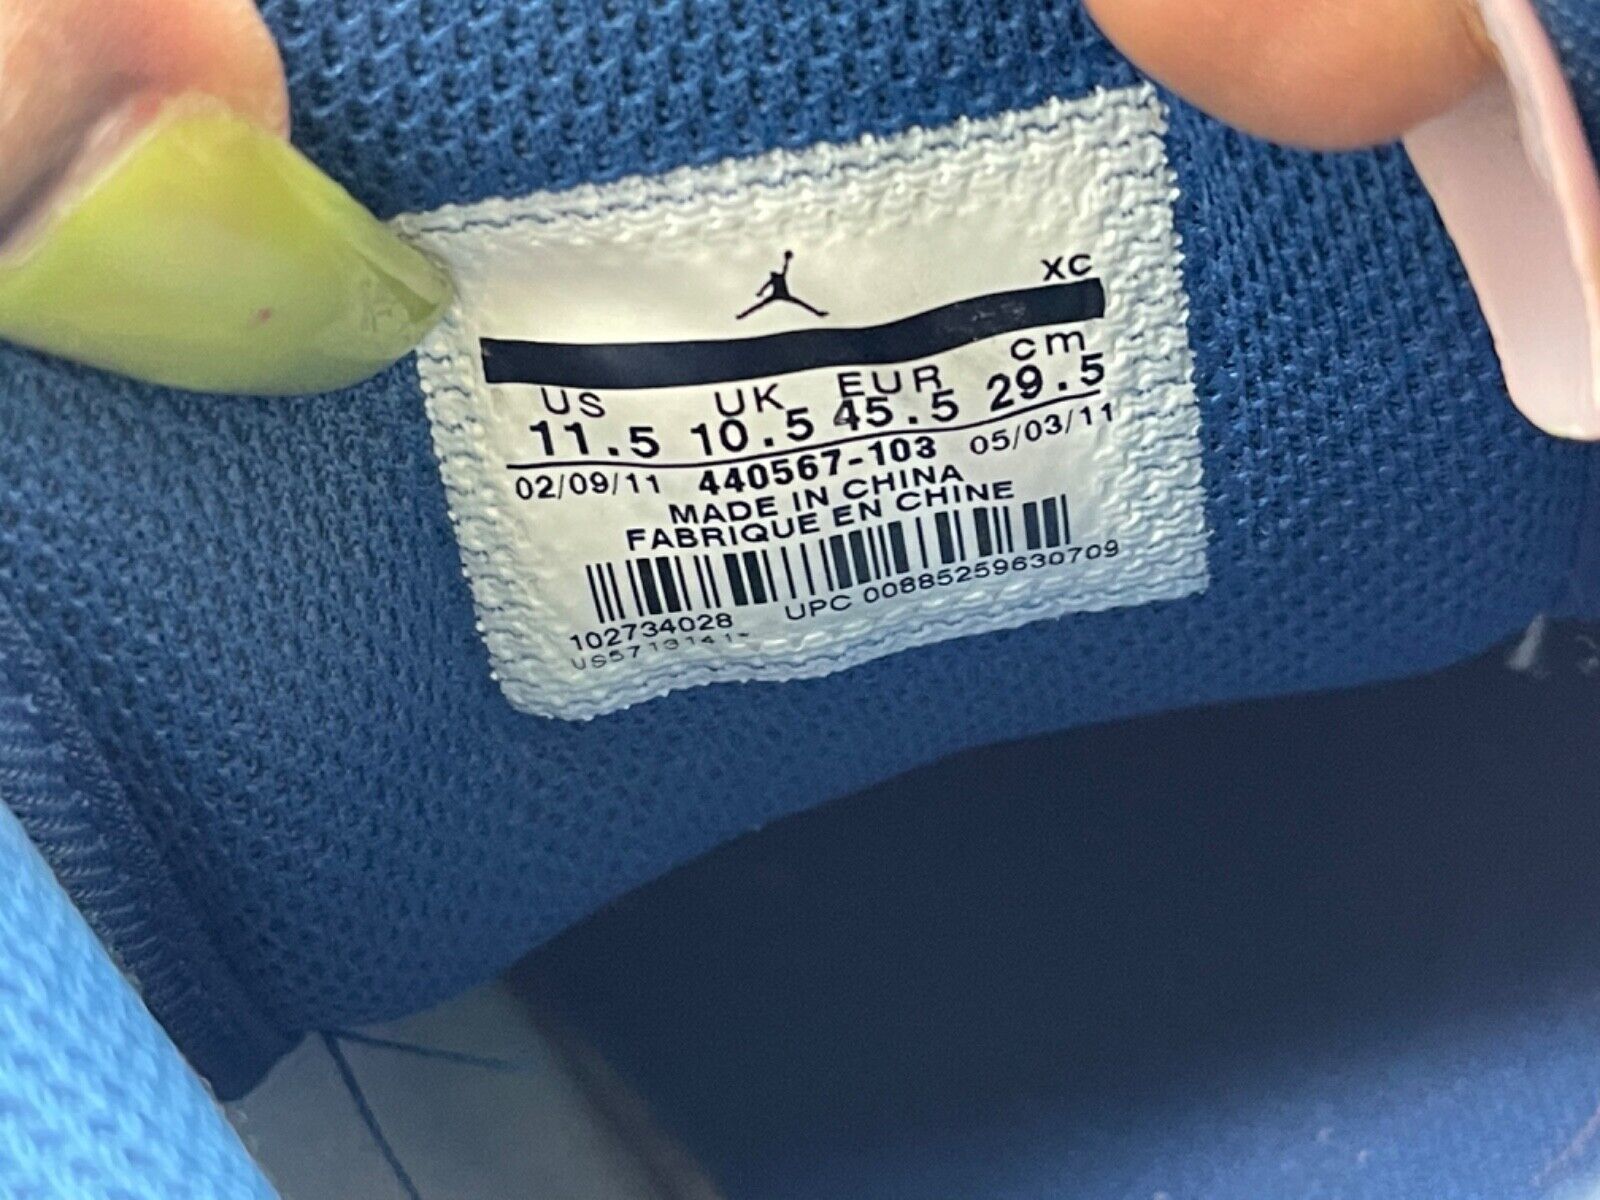 XC
US UK EUR cm
11.5 10.5 45.5 29.5
02/09/11 440567-103 05/03/11
MADE IN CHINA
FABRIQUE EN CHINE
102734028 UPC 00885259630709